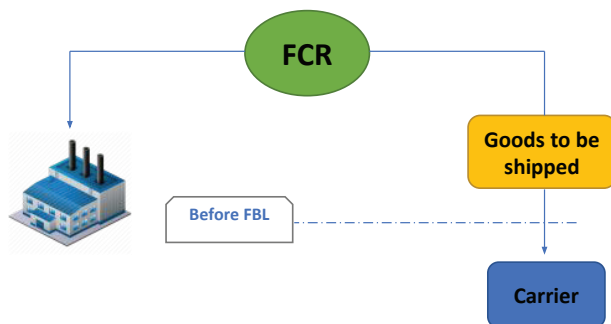 FCR
Goods to be
shipped
Before FBL
Carrier